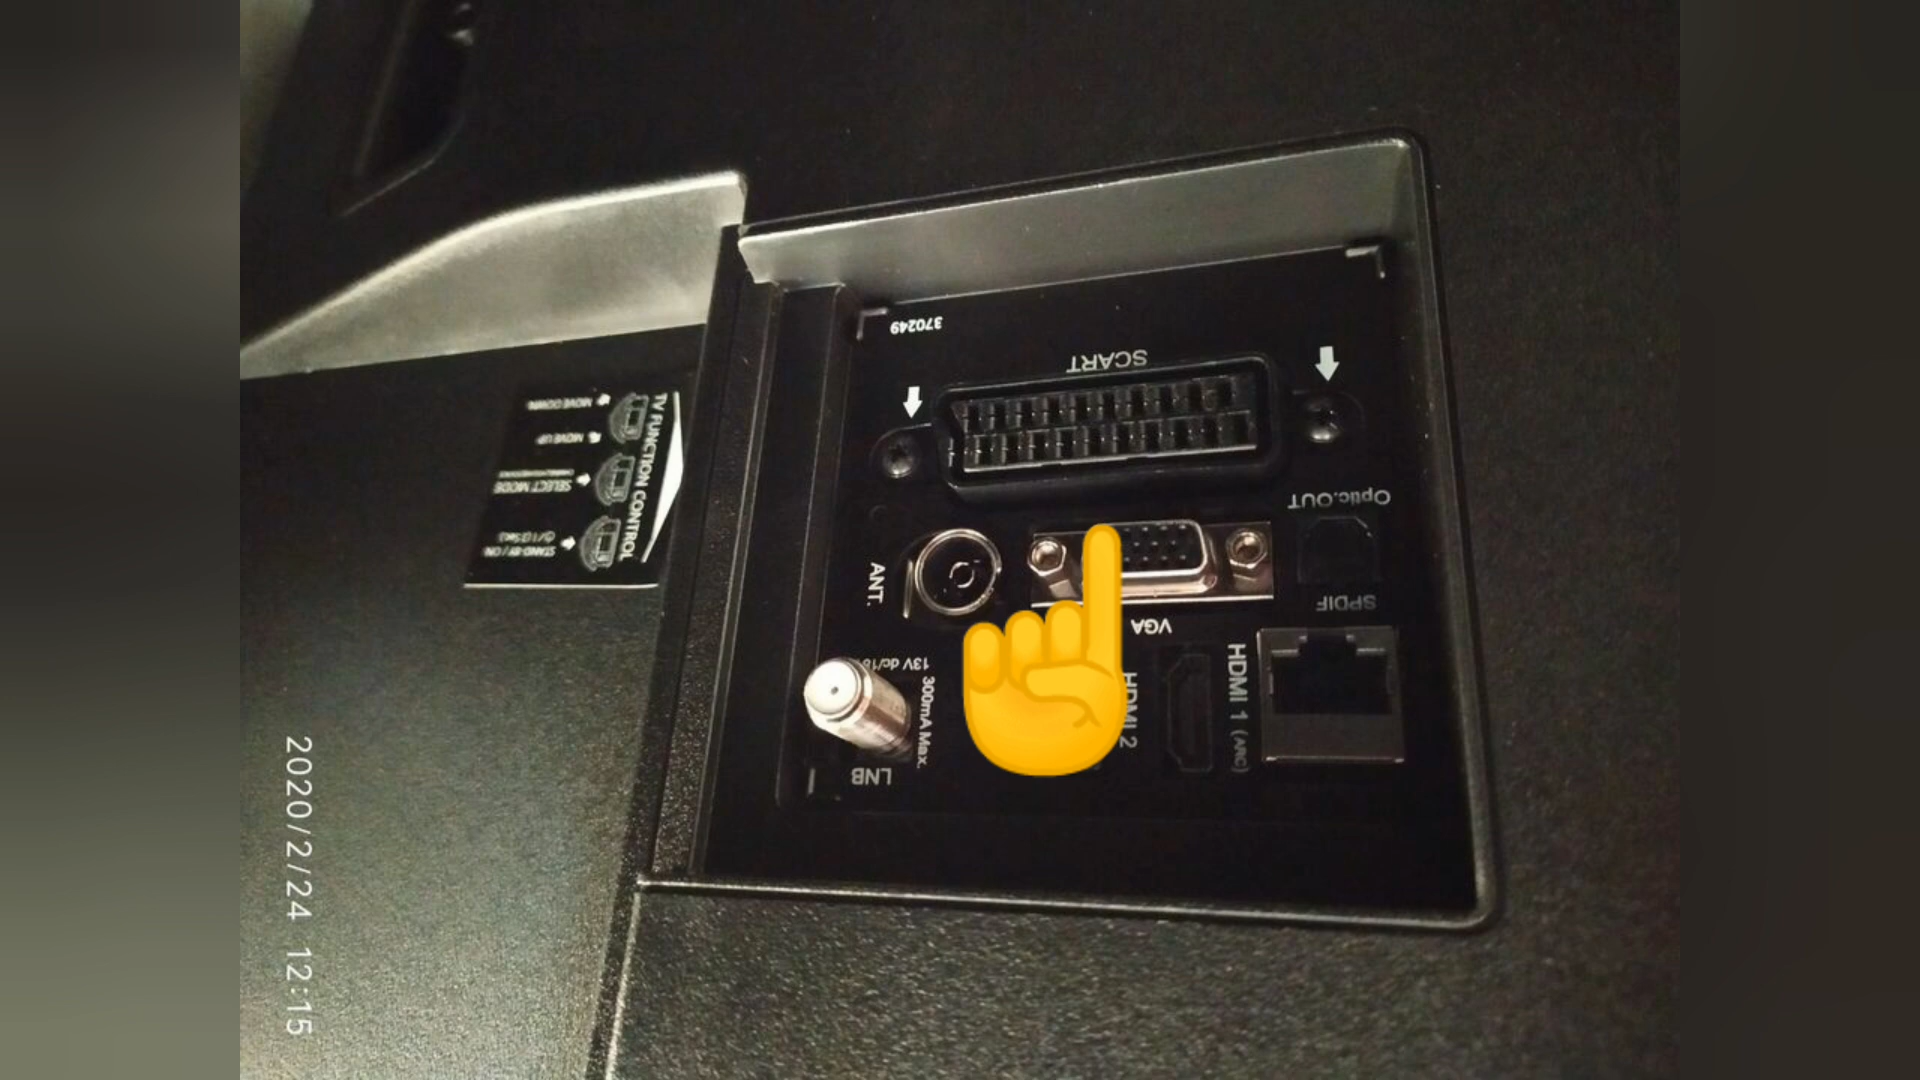 370249
SCART
Optic.OUT
ANT.
VGA
SPDIF
13V dc/18
300mA Max.
LNB
HDMI 2
HDMI 1 (ARC)
TV FUNCTION CONTROL
MOVE DOWN
MOVE UP
SELECT MODE
STAND-BY / ON
2020/2/24 12:15